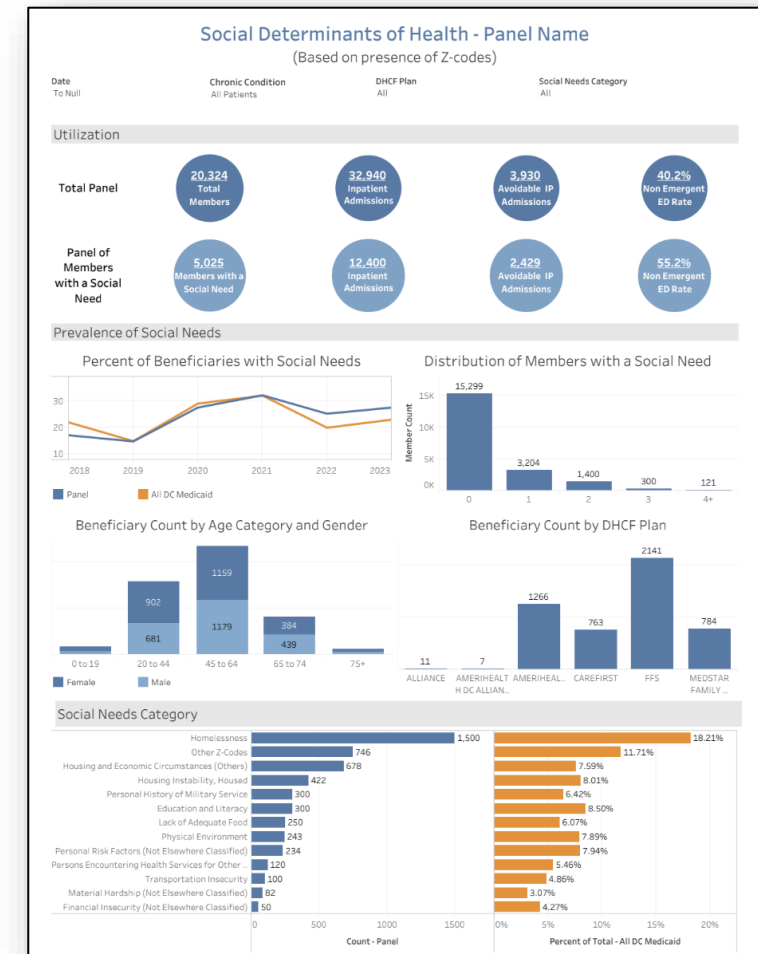 Social Determinants of Health - Panel Name
(Based on presence of Z-codes)
Date
To Null
Chronic Condition
All Patients
DHCF Plan
All
Social Needs Category
All
Utilization
Total Panel
20,324
Total
Members
32,940
Inpatient
Admissions
3,930
Avoidable IP
Admissions
40.2%
Non Emergent
ED Rate
Panel of
Members
with a Social
Need
5,025
Members with a
Social Need
12,400
Inpatient
Admissions
2,429
Avoidable IP
Admissions
55.2%
Non Emergent
ED Rate
Prevalence of Social Needs
Percent of Beneficiaries with Social Needs
30
20
10
2018 2019 2020 2021 2022 2023
Panel All DC Medicaid
Distribution of Members with a Social Need
Member Count
15K
10K
5K
0K
15,299
3,204
1,400
300
121
0 1 2 3 4+
Beneficiary Count by Age Category and Gender
902
681
1159
1179
384
439
0 to 19 20 to 44 45 to 64 65 to 74 75+
Female Male
Beneficiary Count by DHCF Plan
11
7
1266
763
2141
784
ALLIANCE
AMERIHEALT
H DC ALLIAN..
AMERIHEAL..
CAREFIRST
FFS
MEDSTAR
FAMILY ..
Social Needs Category
Homelessness 1,500 18.21%
Other Z-Codes 746 11.71%
Housing and Economic Circumstances (Others) 678 7.59%
Housing Instability, Housed 422 8.01%
Personal History of Military Service 300 6.42%
Education and Literacy 300 8.50%
Lack of Adequate Food 250 6.07%
Physical Environment 243 7.89%
Personal Risk Factors (Not Elsewhere Classified) 234 7.94%
Persons Encountering Health Services for Other .. 120 5.46%
Transportation Insecurity 100 4.86%
Material Hardship (Not Elsewhere Classified) 82 3.07%
Financial Insecurity (Not Elsewhere Classified) 50 4.27%
0 500 1000 1500 0% 5% 10% 15% 20%
Count - Panel Percent of Total - All DC Medicaid